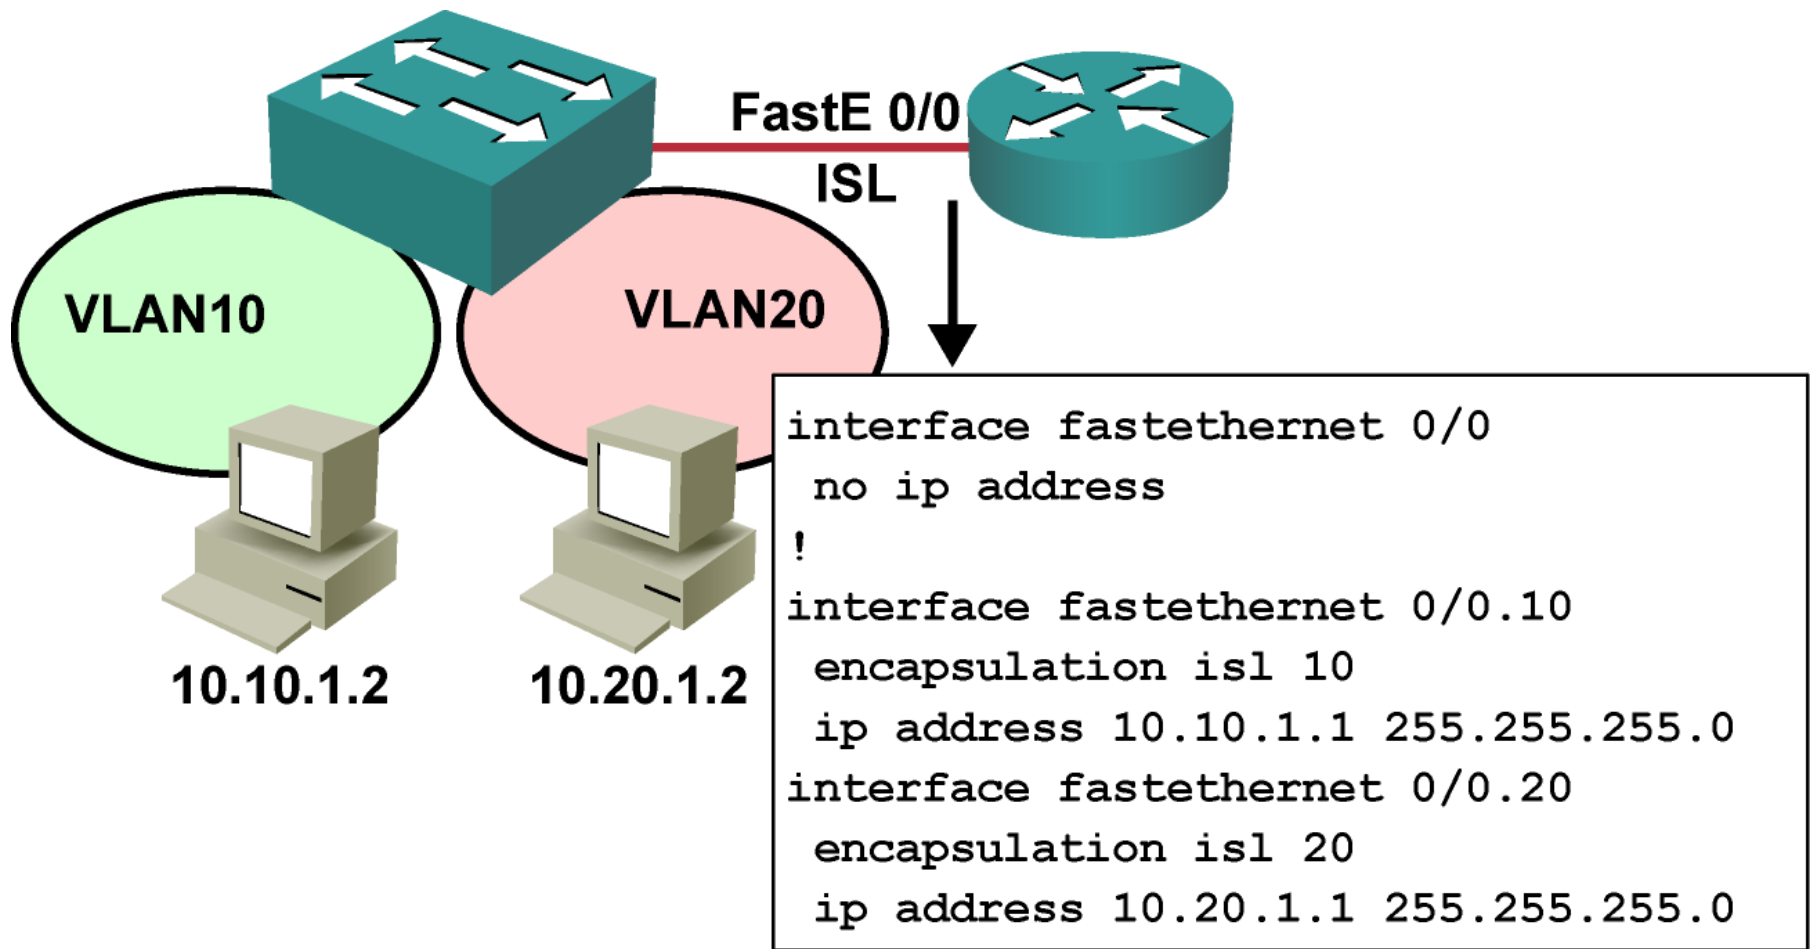 FastE 0/0
ISL
VLAN10
VLAN20
10.10.1.2
10.20.1.2
interface fastethernet 0/0
no ip address
!
interface fastethernet 0/0.10
encapsulation isl 10
ip address 10.10.1.1 255.255.255.0
interface fastethernet 0/0.20
encapsulation isl 20
ip address 10.20.1.1 255.255.255.0